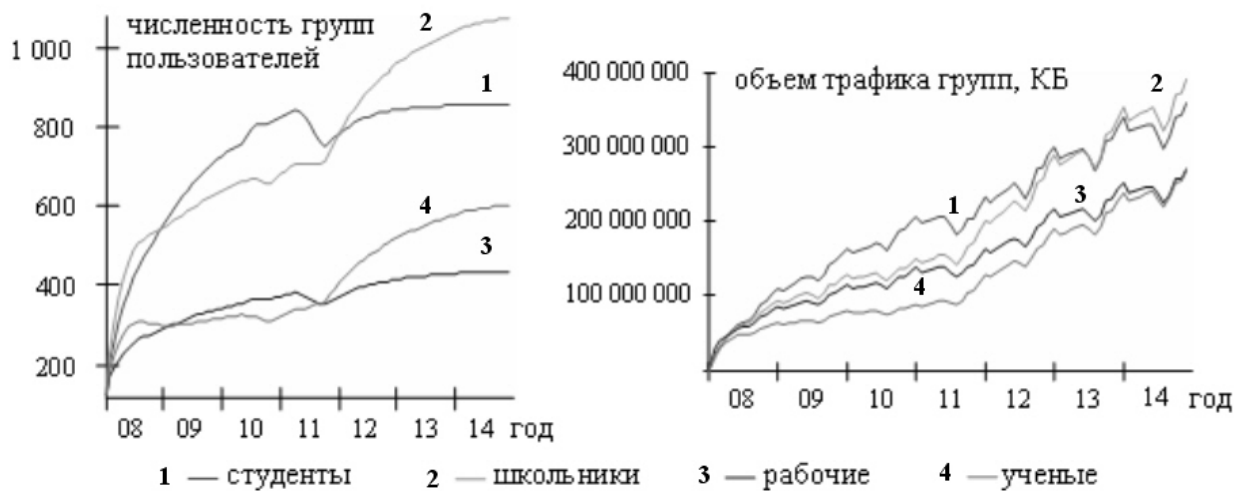 численность групп
пользователей
2
1 000
1
800
600
4
3
400
200
08 09 10 11 12 13 14 год
400 000 000
объем трафика групп, КБ
2
300 000 000
1
3
200 000 000
4
100 000 000
08 09 10 11 12 13 14 год
1 студенты 2 школьники 3 рабочие 4 ученые